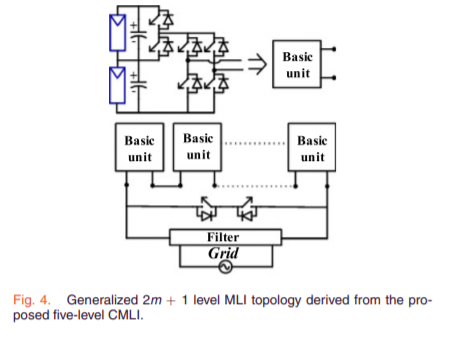 Basic
unit
Basic
unit
Basic
unit
Basic
unit
Filter
Grid
Fig. 4. Generalized 2m + 1 level MLI topology derived from the pro-
posed five-level CMLI.